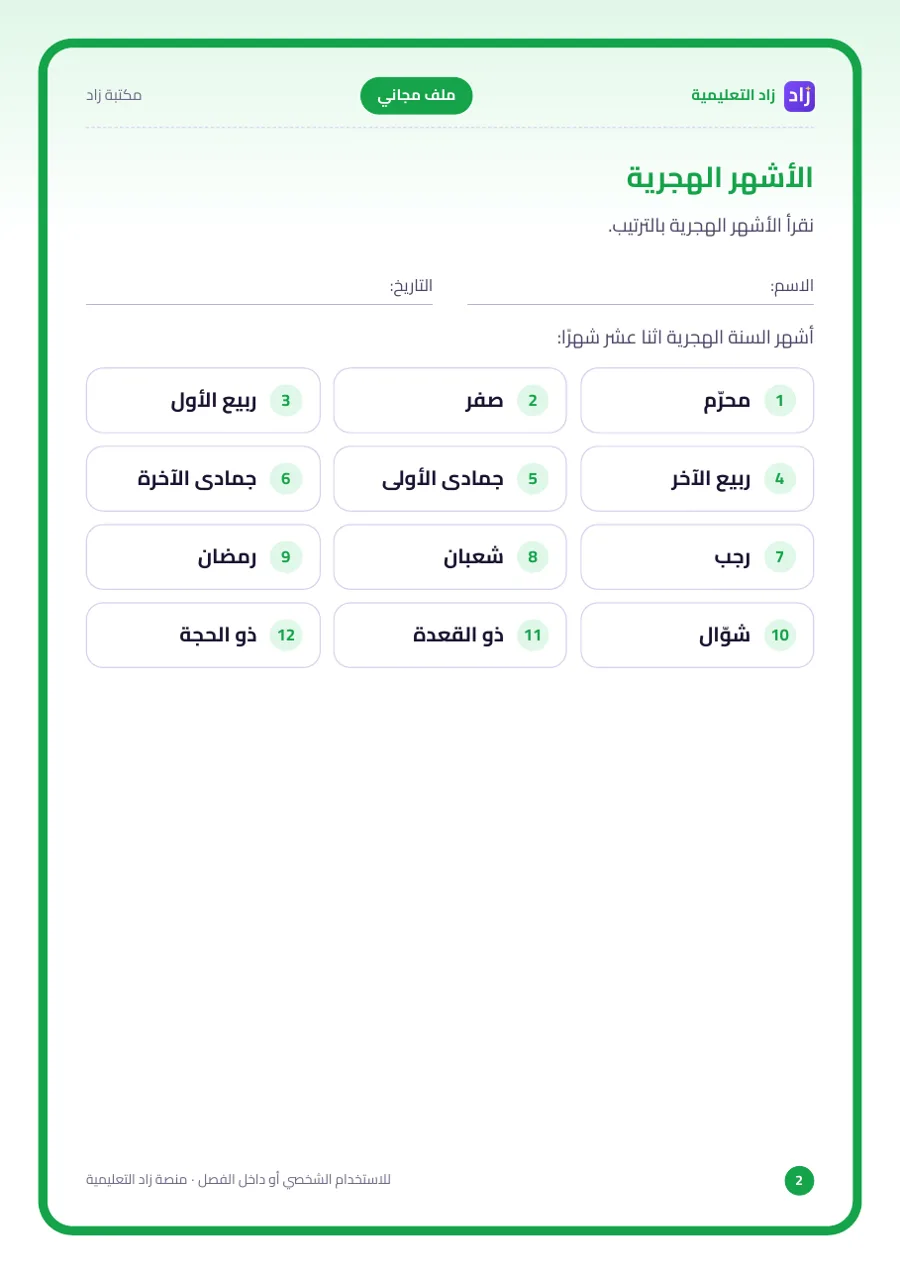 زاد زاد التعليمية
ملف مجاني
مكتبة زاد
الأشهر الهجرية
نقرأ الأشهر الهجرية بالترتيب.
الاسم:
التاريخ:
أشهر السنة الهجرية اثنا عشر شهرًا:
1 محرّم
2 صفر
3 ربيع الأول
4 ربيع الآخر
5 جمادى الأولى
6 جمادى الآخرة
7 رجب
8 شعبان
9 رمضان
10 شوّال
11 ذو القعدة
12 ذو الحجة
2
للاستخدام الشخصي أو داخل الفصل · منصة زاد التعليمية